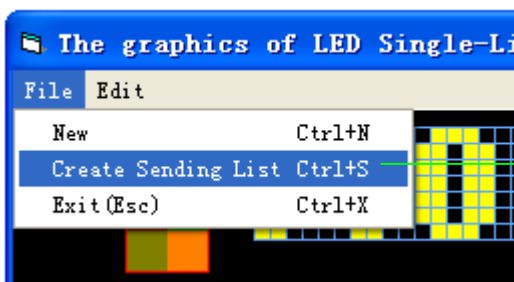 The graphics of LED Single-Li
File Edit
New Ctrl+N
Create Sending List Ctrl+S
Exit(Esc) Ctrl+X